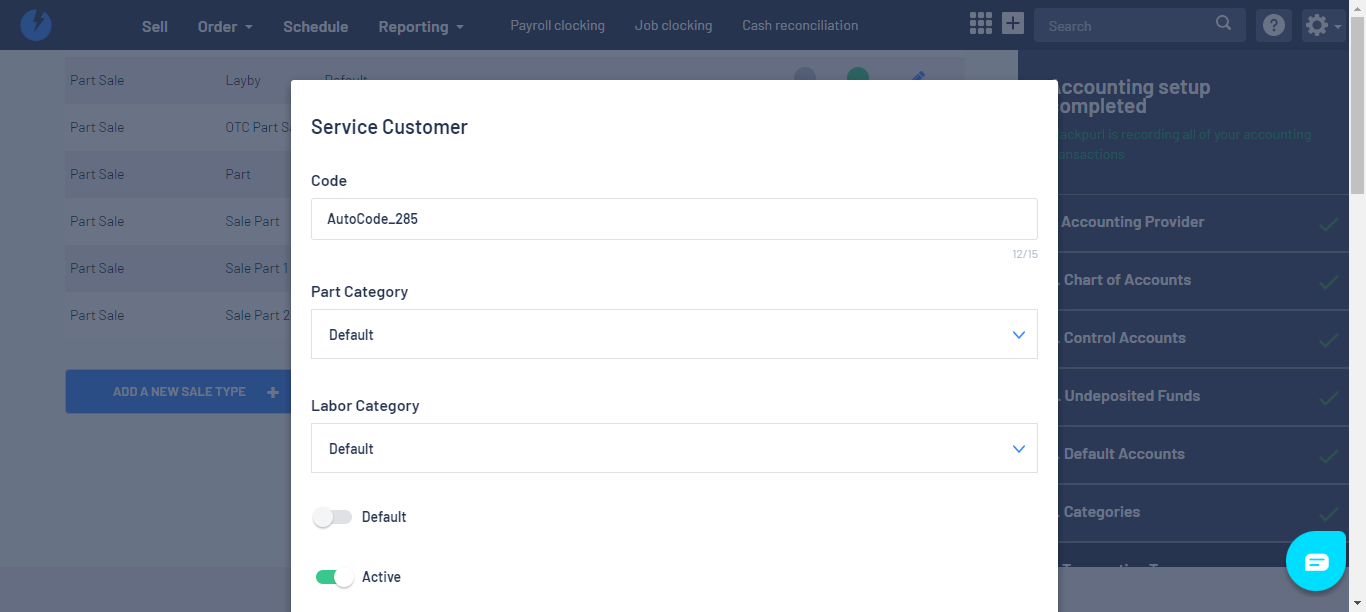 Sell Order Schedule Reporting Payroll clocking Job clocking Cash reconciliation Search
Part Sale Layby Default
Part Sale OTC Part S
Part Sale Part
Part Sale Sale Part
Part Sale Sale Part 1
Part Sale Sale Part 2
ADD A NEW SALE TYPE
Service Customer
Code
AutoCode_285
12/15
Part Category
Default
Labor Category
Default
Default
Active
Accounting setup
completed
ackpurl is recording all of your accounting
ansactions
Accounting Provider
. Chart of Accounts
. Control Accounts
. Undeposited Funds
. Default Accounts
. Categories